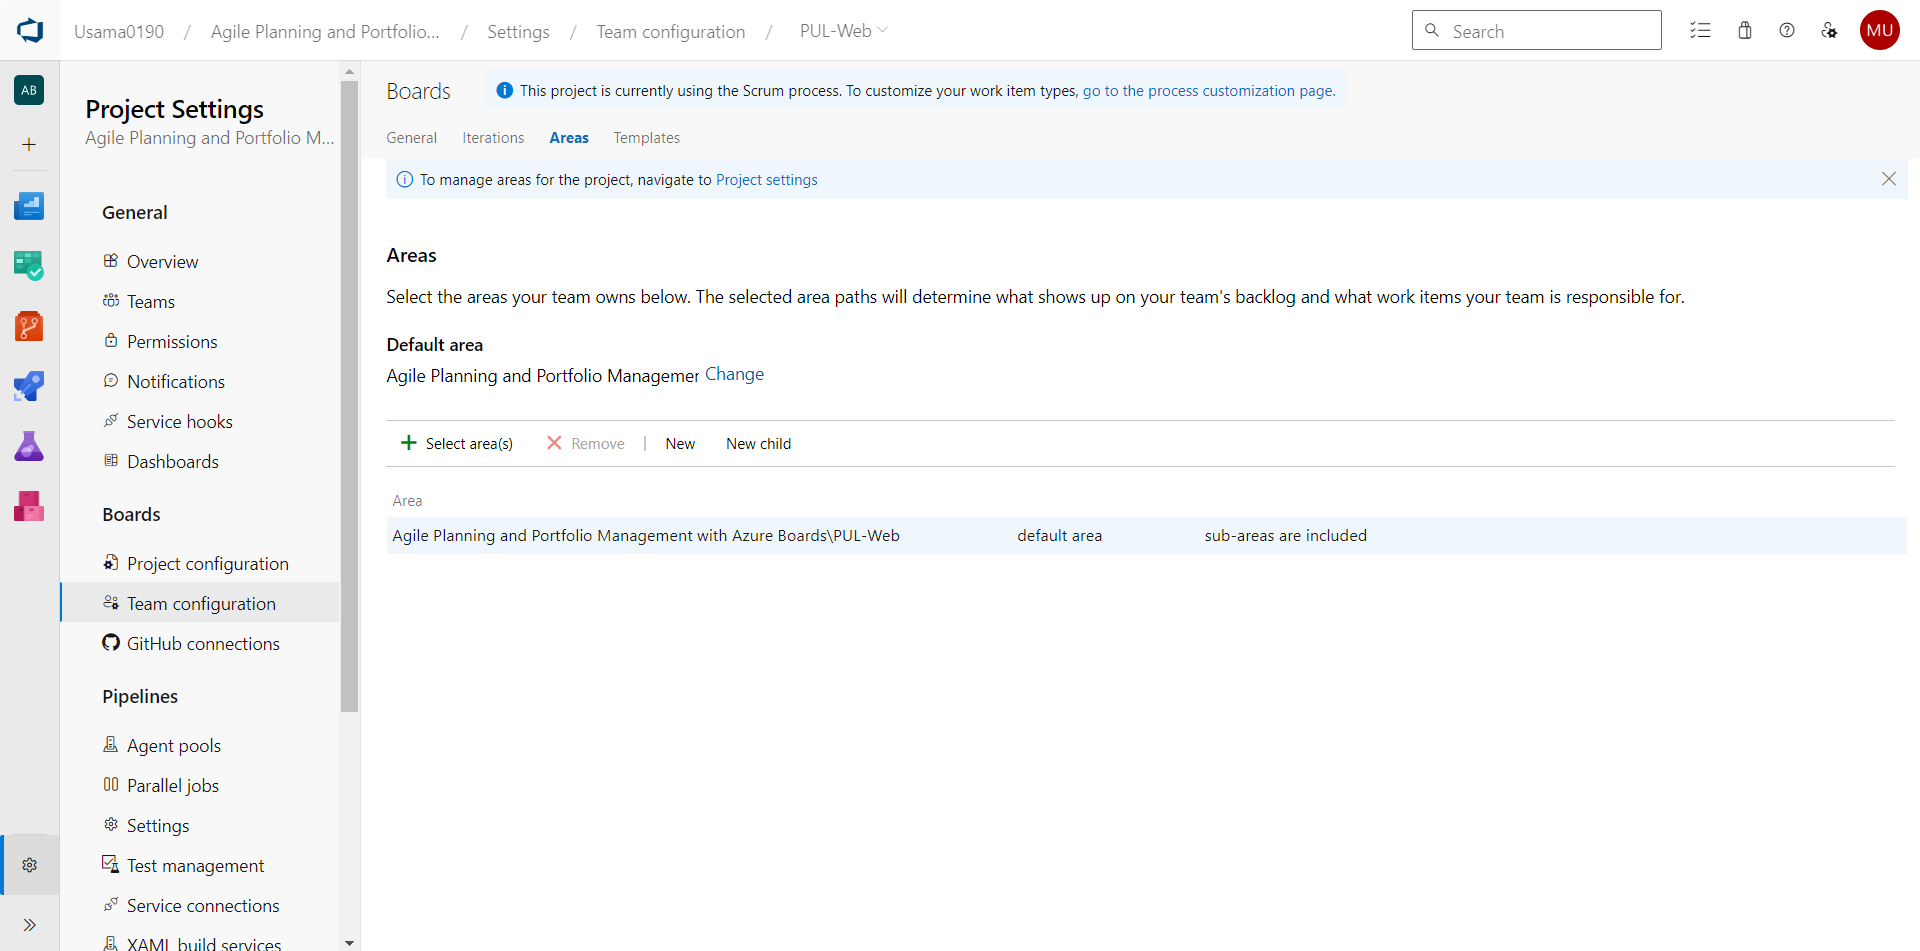 Usama0190 / Agile Planning and Portfolio... / Settings / Team configuration / PUL-Web
Search
MU
AB
Project Settings
Agile Planning and Portfolio M...
General
Overview
Teams
Permissions
Notifications
Service hooks
Dashboards
Boards
Project configuration
Team configuration
GitHub connections
Pipelines
Agent pools
Parallel jobs
Settings
Test management
Service connections
XAML build services
Boards
This project is currently using the Scrum process. To customize your work item types, go to the process customization page.
General Iterations Areas Templates
To manage areas for the project, navigate to Project settings
Areas
Select the areas your team owns below. The selected area paths will determine what shows up on your team's backlog and what work items your team is responsible for.
Default area
Agile Planning and Portfolio Managemer Change
Select area(s) Remove | New New child
Area
Agile Planning and Portfolio Management with Azure Boards\PUL-Web default area sub-areas are included